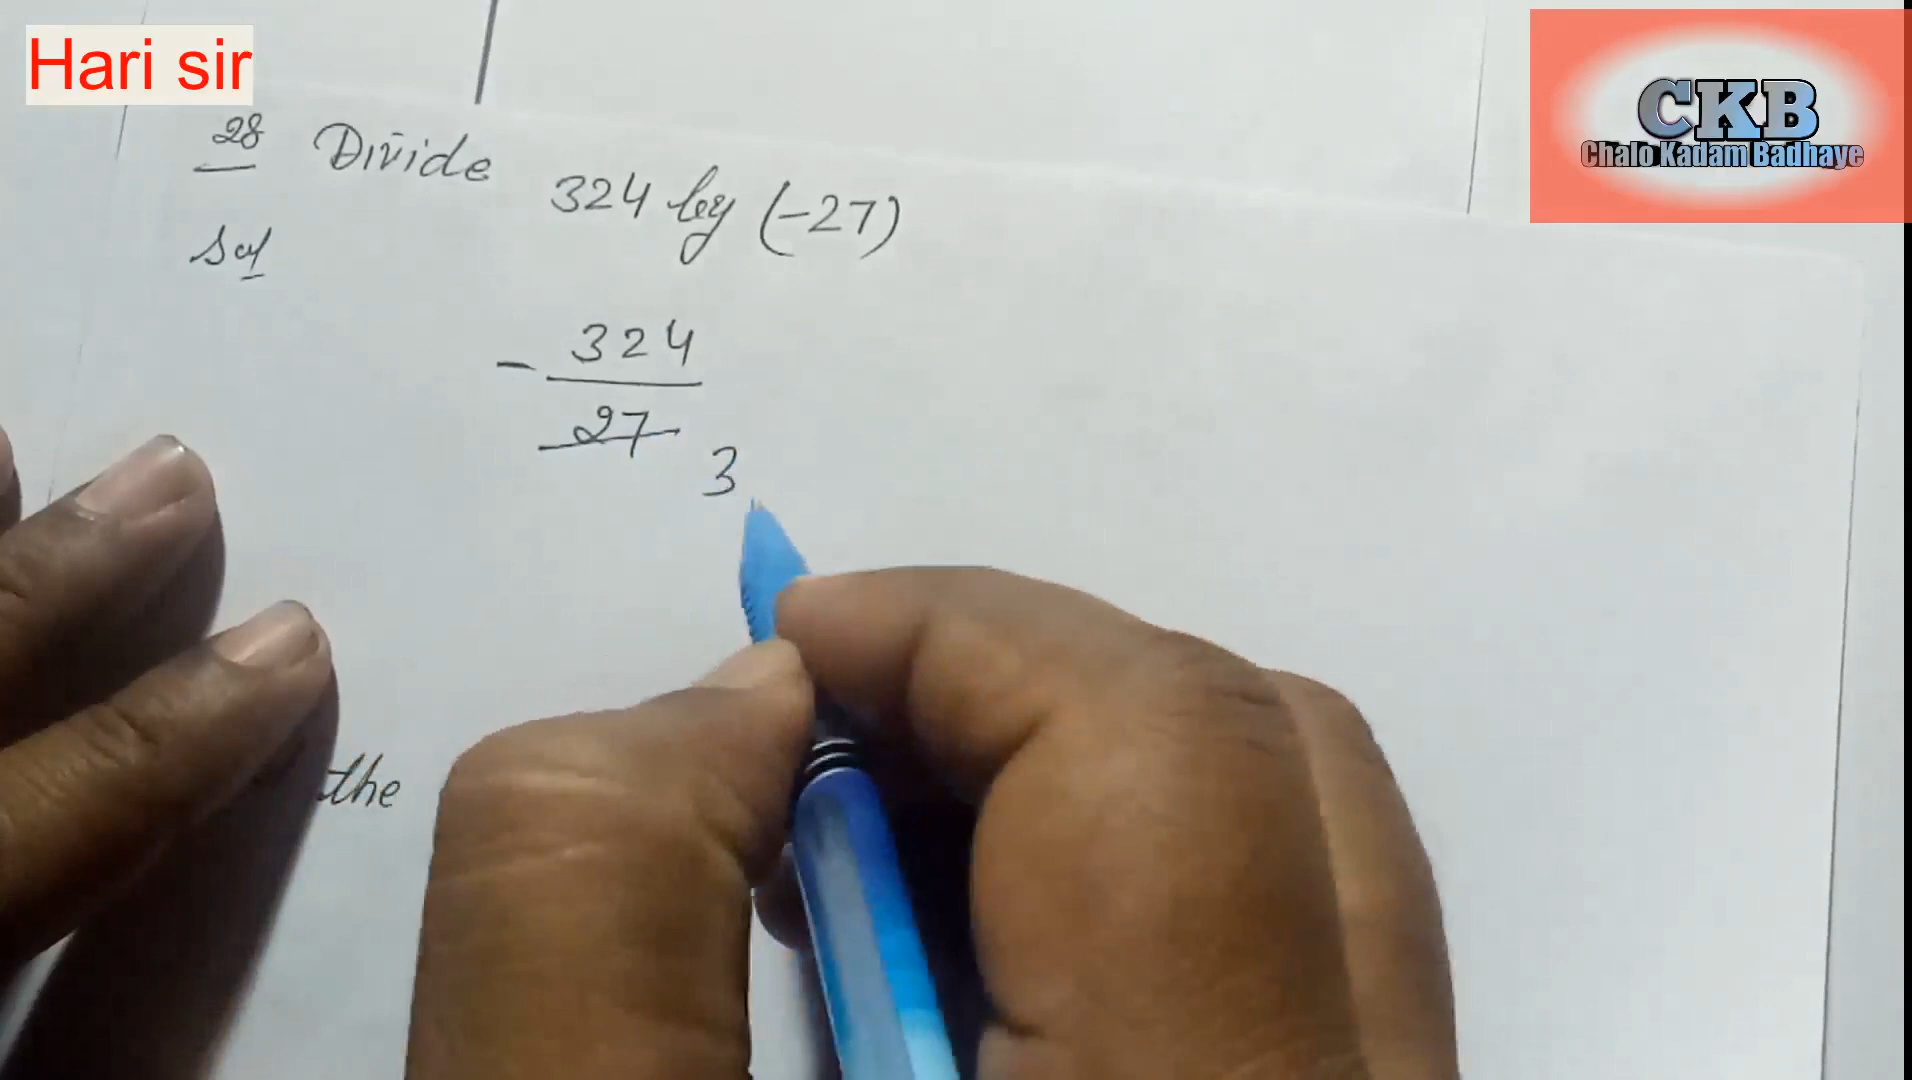 Hari sir
CKB
Chalo Kadam Badhaye
28 Divide 324 by (-27)
Sol
- 324
27
3
the